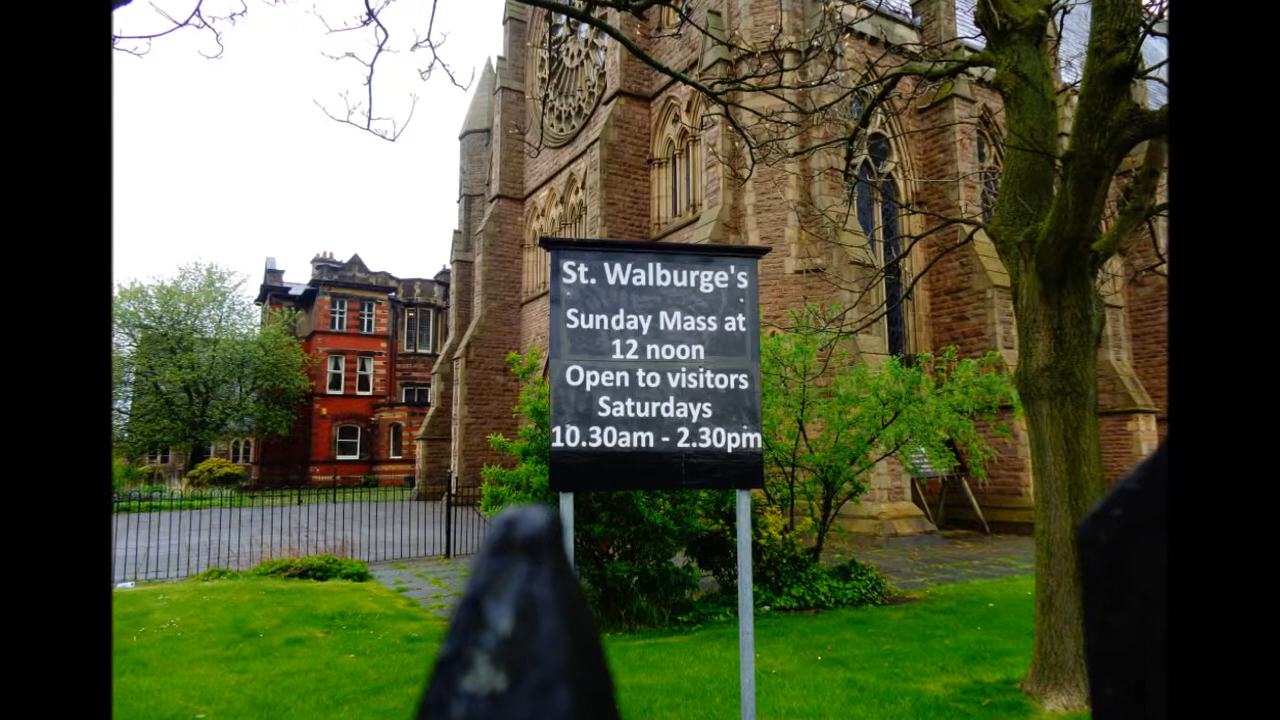 St. Walburge's
Sunday Mass at
12 noon
Open to visitors
Saturdays
10.30am - 2.30pm